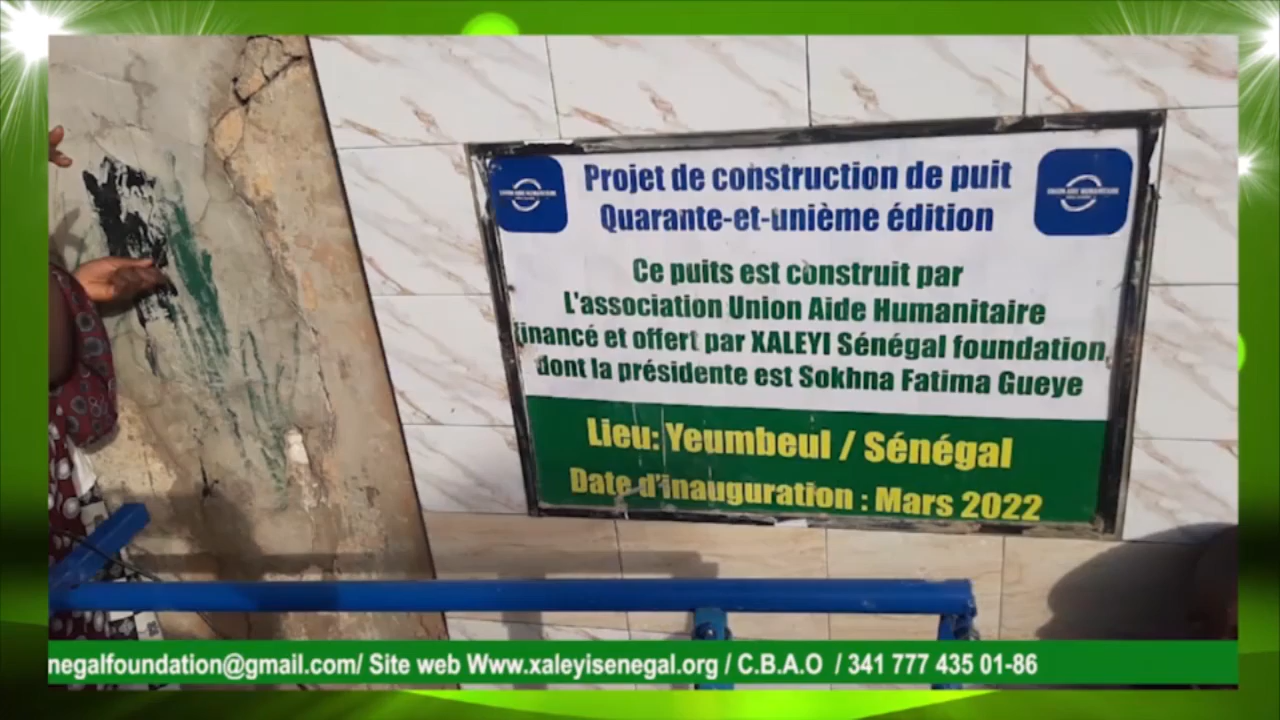 Projet de construction de puit
Quarante-et-unième édition
Ce puits est construit par
L'association Union Aide Humanitaire
financé et offert par XALEYI Sénégal foundation,
dont la présidente est Sokhna Fatima Gueye
Lieu: Yeumbeul / Sénégal
Date d'inauguration : Mars 2022
negalfoundation@gmail.com/ Site web Www.xaleyisenegal.org / C.B.A.O / 341 777 435 01-86